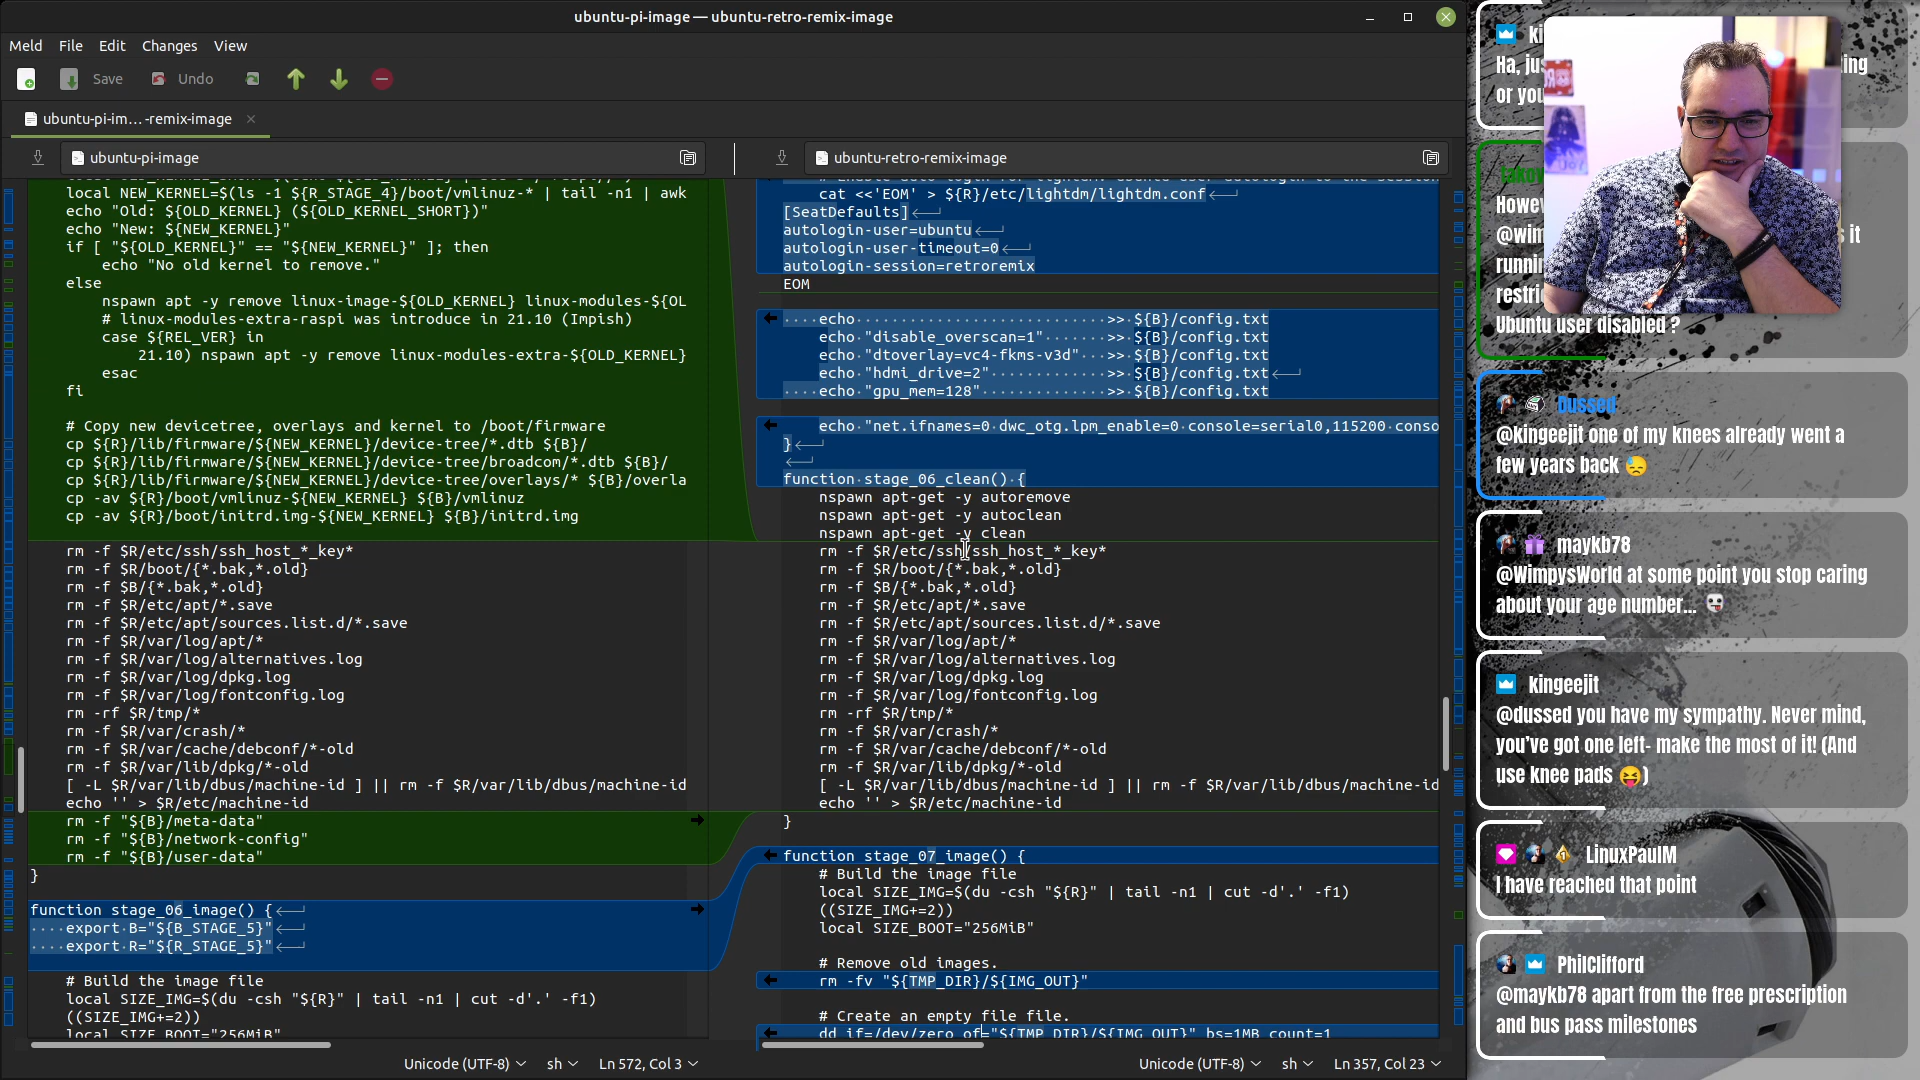 ubuntu-pi-image — ubuntu-retro-remix-image
Meld File Edit Changes View
Save Undo
ubuntu-pi-im… -remix-image
ubuntu-pi-image
local NEW_KERNEL=$(ls -1 ${R_STAGE_4}/boot/vmlinuz-* | tail -n1 | awk
echo "Old: ${OLD_KERNEL} (${OLD_KERNEL_SHORT})"
echo "New: ${NEW_KERNEL}"
if [ "${OLD_KERNEL}" == "${NEW_KERNEL}" ]; then
echo "No old kernel to remove."
else
nspawn apt -y remove linux-image-${OLD_KERNEL} linux-modules-${OL
# linux-modules-extra-raspi was introduce in 21.10 (Impish)
case ${REL_VER} in
21.10) nspawn apt -y remove linux-modules-extra-${OLD_KERNEL}
esac
fi
# Copy new devicetree, overlays and kernel to /boot/firmware
cp ${R}/lib/firmware/${NEW_KERNEL}/device-tree/*.dtb ${B}/
cp ${R}/lib/firmware/${NEW_KERNEL}/device-tree/broadcom/*.dtb ${B}/
cp ${R}/lib/firmware/${NEW_KERNEL}/device-tree/overlays/* ${B}/overla
cp -av ${R}/boot/vmlinuz-${NEW_KERNEL} ${B}/vmlinuz
cp -av ${R}/boot/initrd.img-${NEW_KERNEL} ${B}/initrd.img
rm -f $R/etc/ssh/ssh_host_*_key*
rm -f $R/boot/{*.bak,*.old}
rm -f $B/{*.bak,*.old}
rm -f $R/etc/apt/*.save
rm -f $R/etc/apt/sources.list.d/*.save
rm -f $R/var/log/apt/*
rm -f $R/var/log/alternatives.log
rm -f $R/var/log/dpkg.log
rm -f $R/var/log/fontconfig.log
rm -rf $R/tmp/*
rm -f $R/var/crash/*
rm -f $R/var/cache/debconf/*-old
rm -f $R/var/lib/dpkg/*-old
[ -L $R/var/lib/dbus/machine-id ] || rm -f $R/var/lib/dbus/machine-id
echo '' > $R/etc/machine-id
rm -f "${B}/meta-data"
rm -f "${B}/network-config"
rm -f "${B}/user-data"
}
function stage_06_image() {
export B="${B_STAGE_5}"
export R="${R_STAGE_5}"
# Build the image file
local SIZE_IMG=$(du -csh "${R}" | tail -n1 | cut -d'.' -f1)
((SIZE_IMG+=2))
local SIZE_BOOT="256MiB"
Unicode (UTF-8) sh Ln 572, Col 3
ubuntu-retro-remix-image
cat <<'EOM' > ${R}/etc/lightdm/lightdm.conf
[SeatDefaults]
autologin-user=ubuntu
autologin-user-timeout=0
autologin-session=retroremix
EOM
echo >> ${B}/config.txt
echo "disable_overscan=1" >> ${B}/config.txt
echo "dtoverlay=vc4-fkms-v3d" >> ${B}/config.txt
echo "hdmi_drive=2" >> ${B}/config.txt
echo "gpu_mem=128" >> ${B}/config.txt
echo "net.ifnames=0 dwc_otg.lpm_enable=0 console=serial0,115200 conso
}
function stage_06_clean() {
nspawn apt-get -y autoremove
nspawn apt-get -y autoclean
nspawn apt-get -y clean
rm -f $R/etc/ssh/ssh_host_*_key*
rm -f $R/boot/{*.bak,*.old}
rm -f $B/{*.bak,*.old}
rm -f $R/etc/apt/*.save
rm -f $R/etc/apt/sources.list.d/*.save
rm -f $R/var/log/apt/*
rm -f $R/var/log/alternatives.log
rm -f $R/var/log/dpkg.log
rm -f $R/var/log/fontconfig.log
rm -rf $R/tmp/*
rm -f $R/var/crash/*
rm -f $R/var/cache/debconf/*-old
rm -f $R/var/lib/dpkg/*-old
[ -L $R/var/lib/dbus/machine-id ] || rm -f $R/var/lib/dbus/machine-id
echo '' > $R/etc/machine-id
}
function stage_07_image() {
# Build the image file
local SIZE_IMG=$(du -csh "${R}" | tail -n1 | cut -d'.' -f1)
((SIZE_IMG+=2))
local SIZE_BOOT="256MiB"
# Remove old images.
rm -fv "${TMP_DIR}/${IMG_OUT}"
# Create an empty file file.
dd if=/dev/zero of="${TMP_DIR}/${IMG_OUT}" bs=1MB count=1
Unicode (UTF-8) sh Ln 357, Col 23
or you
Ubuntu user disabled ?
Dussed
@kingeejit one of my knees already went a
few years back 😓
maykb78
@WimpysWorld at some point you stop caring
about your age number...
kingeejit
@dussed you have my sympathy. Never mind,
you've got one left- make the most of it! (And
use knee pads 😝)
LinuxPaulM
I have reached that point
PhilClifford
@maykb78 apart from the free prescription
and bus pass milestones